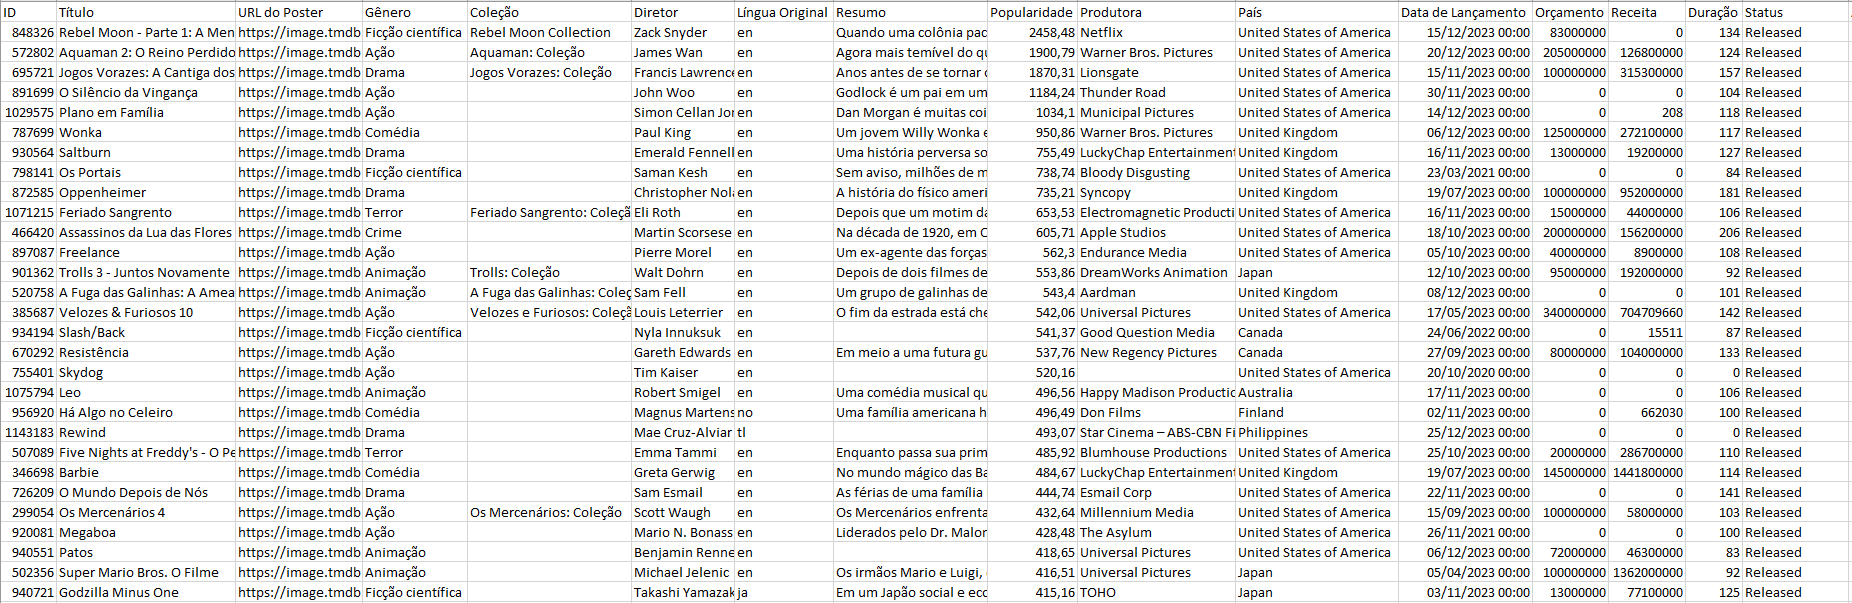 ID Título URL do Poster Gênero Coleção Diretor Língua Original Resumo Popularidade Produtora País Data de Lançamento Orçamento Receita Duração Status
848326 Rebel Moon - Parte 1: A Men https://image.tmdb Ficção científica Rebel Moon Collection Zack Snyder en Quando uma colônia pac 2458,48 Netflix United States of America 15/12/2023 00:00 83000000 0 134 Released
572802 Aquaman 2: O Reino Perdido https://image.tmdb Ação Aquaman: Coleção James Wan en Agora mais temível do qu 1900,79 Warner Bros. Pictures United States of America 20/12/2023 00:00 205000000 126800000 124 Released
695721 Jogos Vorazes: A Cantiga dos https://image.tmdb Drama Jogos Vorazes: Coleção Francis Lawrence en Anos antes de se tornar o 1870,31 Lionsgate United States of America 15/11/2023 00:00 100000000 315300000 157 Released
891699 O Silêncio da Vingança https://image.tmdb Ação John Woo en Godlock é um pai em um 1184,24 Thunder Road United States of America 30/11/2023 00:00 0 0 104 Released
1029575 Plano em Família https://image.tmdb Ação Simon Cellan Jon en Dan Morgan é muitas coi 1034,1 Municipal Pictures United States of America 14/12/2023 00:00 0 208 118 Released
787699 Wonka https://image.tmdb Comédia Paul King en Um jovem Willy Wonka e 950,86 Warner Bros. Pictures United Kingdom 06/12/2023 00:00 125000000 272100000 117 Released
930564 Saltburn https://image.tmdb Drama Emerald Fennell en Uma história perversa so 755,49 LuckyChap Entertainment United Kingdom 16/11/2023 00:00 13000000 19200000 127 Released
798141 Os Portais https://image.tmdb Ficção científica Saman Kesh en Sem aviso, milhões de m 738,74 Bloody Disgusting United States of America 23/03/2021 00:00 0 0 84 Released
872585 Oppenheimer https://image.tmdb Drama Christopher Nola en A história do físico ameri 735,21 Syncopy United Kingdom 19/07/2023 00:00 100000000 952000000 181 Released
1071215 Feriado Sangrento https://image.tmdb Terror Feriado Sangrento: Coleçã Eli Roth en Depois que um motim da 653,53 Electromagnetic Producti United States of America 16/11/2023 00:00 15000000 44000000 106 Released
466420 Assassinos da Lua das Flores https://image.tmdb Crime Martin Scorsese en Na década de 1920, em O 605,71 Apple Studios United States of America 18/10/2023 00:00 200000000 156200000 206 Released
897087 Freelance https://image.tmdb Ação Pierre Morel en Um ex-agente das forças 562,3 Endurance Media United States of America 05/10/2023 00:00 40000000 8900000 108 Released
901362 Trolls 3 - Juntos Novamente https://image.tmdb Animação Trolls: Coleção Walt Dohrn en Depois de dois filmes de 553,86 DreamWorks Animation Japan 12/10/2023 00:00 95000000 192000000 92 Released
520758 A Fuga das Galinhas: A Amea https://image.tmdb Animação A Fuga das Galinhas: Coleç Sam Fell en Um grupo de galinhas de 543,4 Aardman United Kingdom 08/12/2023 00:00 0 0 101 Released
385687 Velozes & Furiosos 10 https://image.tmdb Ação Velozes e Furiosos: Coleçã Louis Leterrier en O fim da estrada está che 542,06 Universal Pictures United States of America 17/05/2023 00:00 340000000 704709660 142 Released
934194 Slash/Back https://image.tmdb Ficção científica Nyla Innuksuk en 541,37 Good Question Media Canada 24/06/2022 00:00 0 15511 87 Released
670292 Resistência https://image.tmdb Ação Gareth Edwards en Em meio a uma futura gu 537,76 New Regency Pictures Canada 27/09/2023 00:00 80000000 104000000 133 Released
755401 Skydog https://image.tmdb Ação Tim Kaiser en 520,16 United States of America 20/10/2020 00:00 0 0 0 Released
1075794 Leo https://image.tmdb Animação Robert Smigel en Uma comédia musical qu 496,56 Happy Madison Productic Australia 17/11/2023 00:00 0 0 106 Released
956920 Há Algo no Celeiro https://image.tmdb Comédia Magnus Martens no Uma família americana h 496,49 Don Films Finland 02/11/2023 00:00 0 662030 100 Released
1143183 Rewind https://image.tmdb Drama Mae Cruz-Alviar tl 493,07 Star Cinema – ABS-CBN Fi Philippines 25/12/2023 00:00 0 0 0 Released
507089 Five Nights at Freddy's - O Pe https://image.tmdb Terror Emma Tammi en Enquanto passa sua prim 485,92 Blumhouse Productions United States of America 25/10/2023 00:00 20000000 286700000 110 Released
346698 Barbie https://image.tmdb Comédia Greta Gerwig en No mundo mágico das Ba 484,67 LuckyChap Entertainment United Kingdom 19/07/2023 00:00 145000000 1441800000 114 Released
726209 O Mundo Depois de Nós https://image.tmdb Drama Sam Esmail en As férias de uma família 444,74 Esmail Corp United States of America 22/11/2023 00:00 0 0 141 Released
299054 Os Mercenários 4 https://image.tmdb Ação Os Mercenários: Coleção Scott Waugh en Os Mercenários enfrenta 432,64 Millennium Media United States of America 15/09/2023 00:00 100000000 58000000 103 Released
920081 Megaboa https://image.tmdb Ação Mario N. Bonass en Liderados pelo Dr. Malor 428,48 The Asylum United States of America 26/11/2021 00:00 0 0 100 Released
940551 Patos https://image.tmdb Animação Benjamin Renne en 418,65 Universal Pictures United States of America 06/12/2023 00:00 72000000 46300000 83 Released
502356 Super Mario Bros. O Filme https://image.tmdb Animação Michael Jelenic en Os irmãos Mario e Luigi, 416,51 Universal Pictures Japan 05/04/2023 00:00 100000000 1362000000 92 Released
940721 Godzilla Minus One https://image.tmdb Ficção científica Takashi Yamazak ja Em um Japão social e ecc 415,16 TOHO Japan 03/11/2023 00:00 13000000 77100000 125 Released